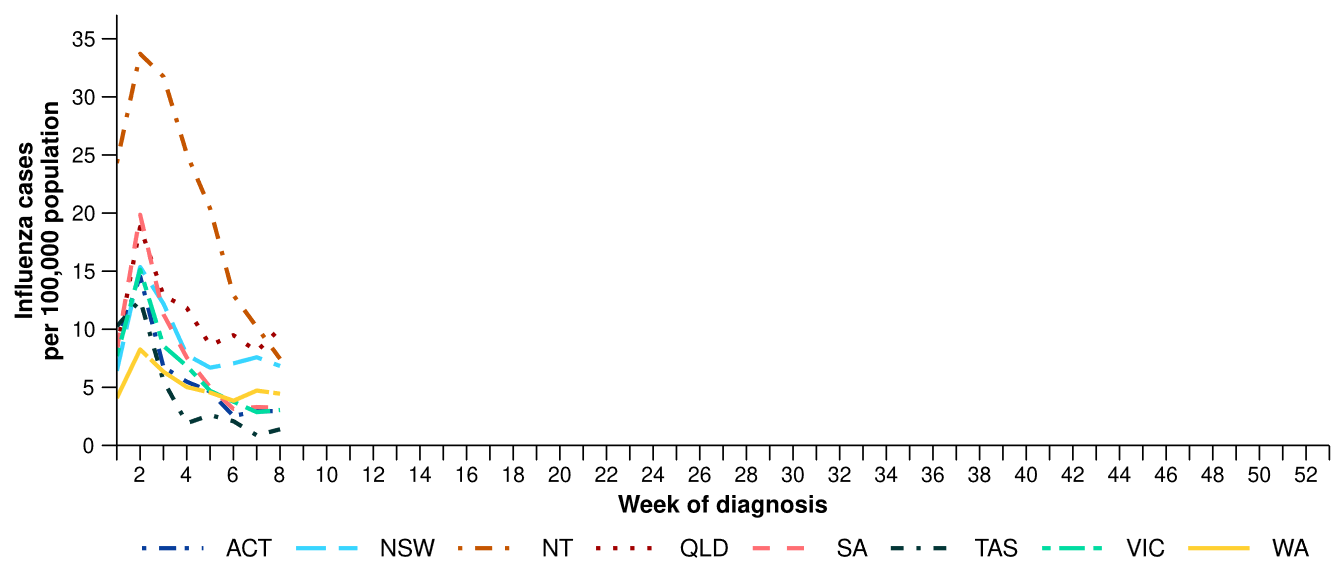 Influenza cases
per 100,000 population
35
30
25
20
15
10
5
0
2 4 6 8 10 12 14 16 18 20 22 24 26 28 30 32 34 36 38 40 42 44 46 48 50 52
Week of diagnosis
ACT NSW NT QLD SA TAS VIC WA